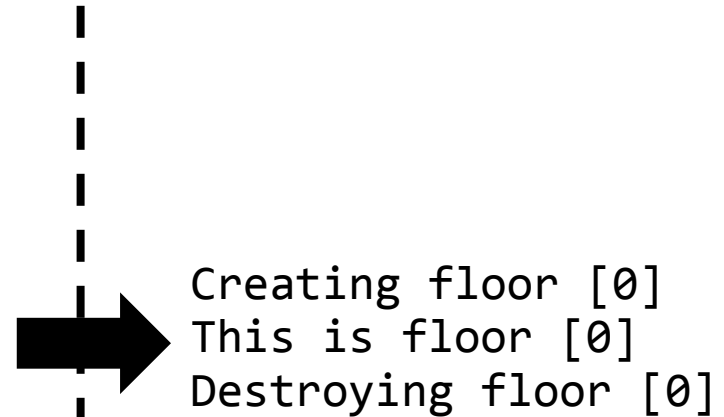 Creating floor [0]
This is floor [0]
Destroying floor [0]